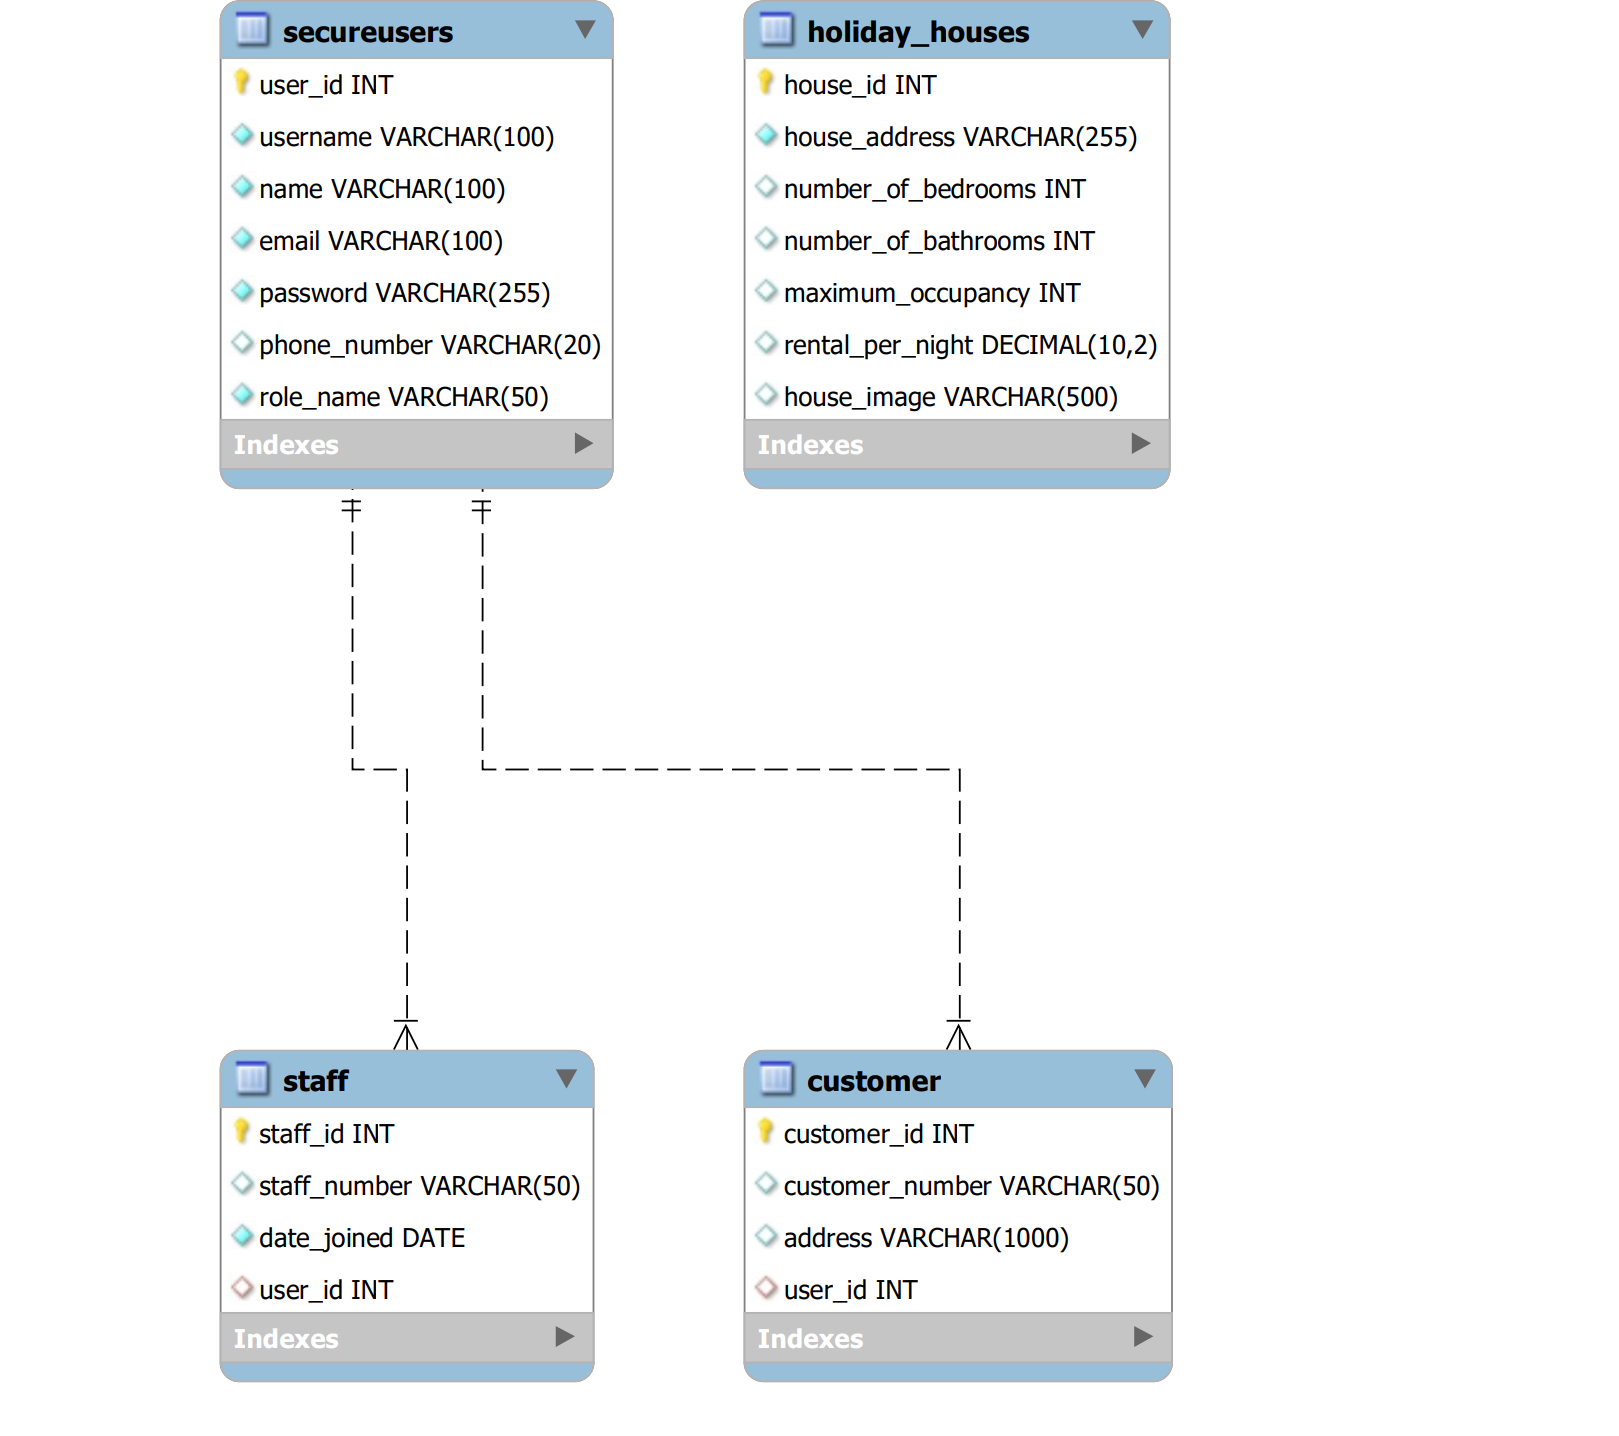 secureusers
user_id INT
username VARCHAR(100)
name VARCHAR(100)
email VARCHAR(100)
password VARCHAR(255)
phone_number VARCHAR(20)
role_name VARCHAR(50)
Indexes
holiday_houses
house_id INT
house_address VARCHAR(255)
number_of_bedrooms INT
number_of_bathrooms INT
maximum_occupancy INT
rental_per_night DECIMAL(10,2)
house_image VARCHAR(500)
Indexes
staff
staff_id INT
staff_number VARCHAR(50)
date_joined DATE
user_id INT
Indexes
customer
customer_id INT
customer_number VARCHAR(50)
address VARCHAR(1000)
user_id INT
Indexes